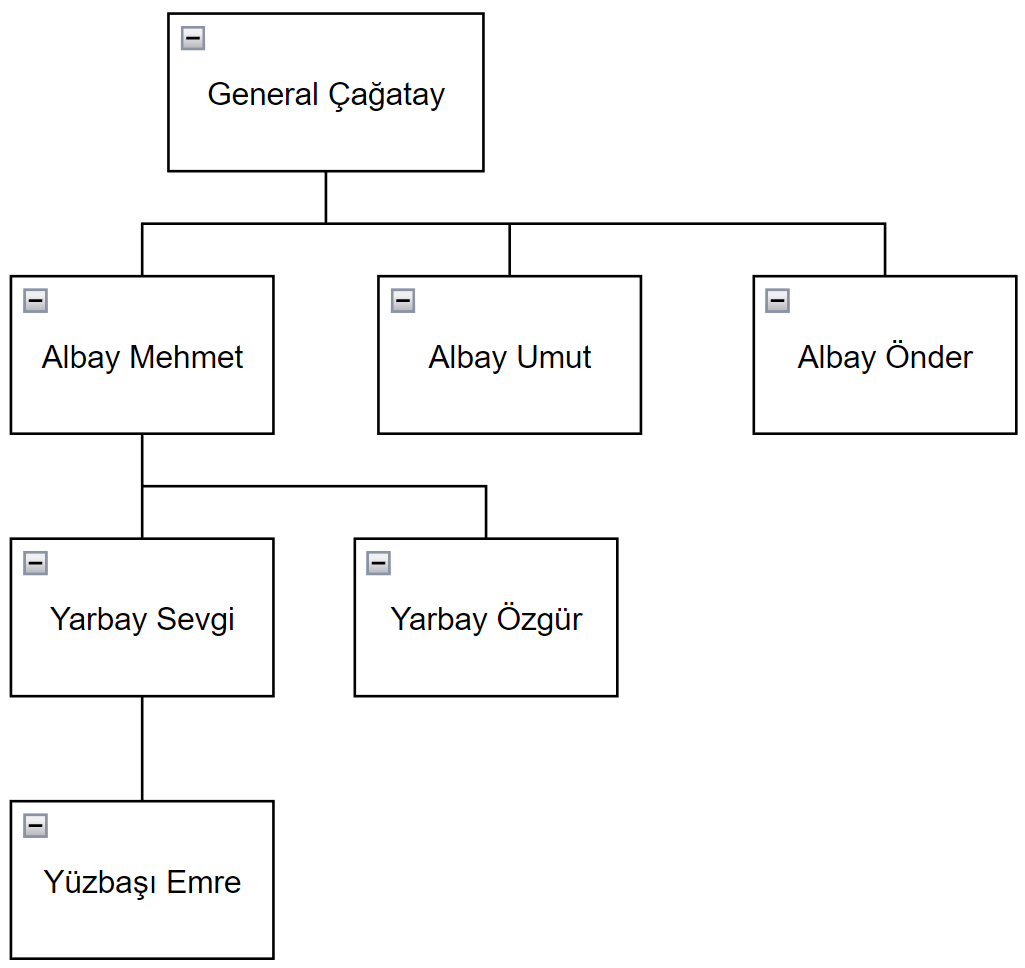 General Çağatay
Albay Mehmet
Albay Umut
Albay Önder
Yarbay Sevgi
Yarbay Özgür
Yüzbaşı Emre